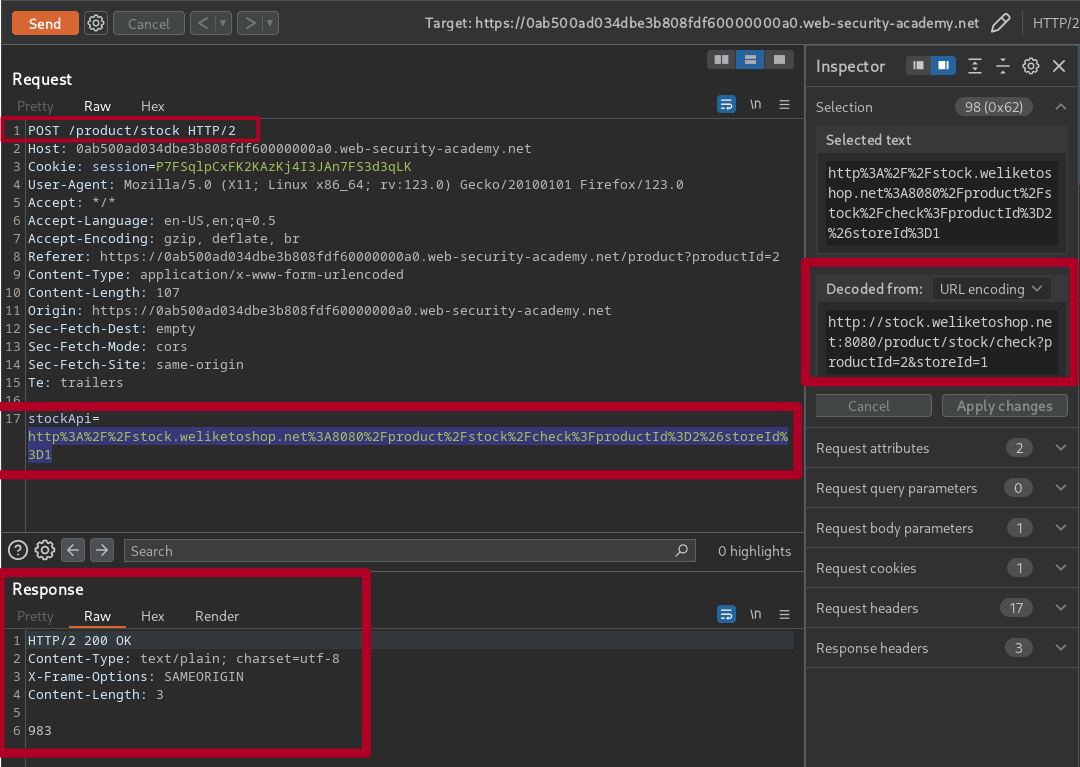 Send
Cancel
<
>
Target: https://0ab500ad034dbe3b808fdf60000000a0.web-security-academy.net
HTTP/2
Request
Pretty
Raw
Hex
\n
1 POST /product/stock HTTP/2
2 Host: 0ab500ad034dbe3b808fdf60000000a0.web-security-academy.net
3 Cookie: session=P7FSqlpCxFK2KAzKj4I3JAn7FS3d3qLK
4 User-Agent: Mozilla/5.0 (X11; Linux x86_64; rv:123.0) Gecko/20100101 Firefox/123.0
5 Accept: */*
6 Accept-Language: en-US,en;q=0.5
7 Accept-Encoding: gzip, deflate, br
8 Referer: https://0ab500ad034dbe3b808fdf60000000a0.web-security-academy.net/product?productId=2
9 Content-Type: application/x-www-form-urlencoded
10 Content-Length: 107
11 Origin: https://0ab500ad034dbe3b808fdf60000000a0.web-security-academy.net
12 Sec-Fetch-Dest: empty
13 Sec-Fetch-Mode: cors
14 Sec-Fetch-Site: same-origin
15 Te: trailers
16
17 stockApi=
http%3A%2F%2Fstock.weliketoshop.net%3A8080%2Fproduct%2Fstock%2Fcheck%3FproductId%3D2%26storeId%
3D1
Search
0 highlights
Response
Pretty
Raw
Hex
Render
\n
1 HTTP/2 200 OK
2 Content-Type: text/plain; charset=utf-8
3 X-Frame-Options: SAMEORIGIN
4 Content-Length: 3
5
6 983
Inspector
Selection
98 (0x62)
Selected text
http%3A%2F%2Fstock.weliketos
hop.net%3A8080%2Fproduct%2Fs
tock%2Fcheck%3FproductId%3D2
%26storeId%3D1
Decoded from:
URL encoding
http://stock.weliketoshop.ne
t:8080/product/stock/check?p
roductId=2&storeId=1
Cancel
Apply changes
Request attributes
2
Request query parameters
0
Request body parameters
1
Request cookies
1
Request headers
17
Response headers
3